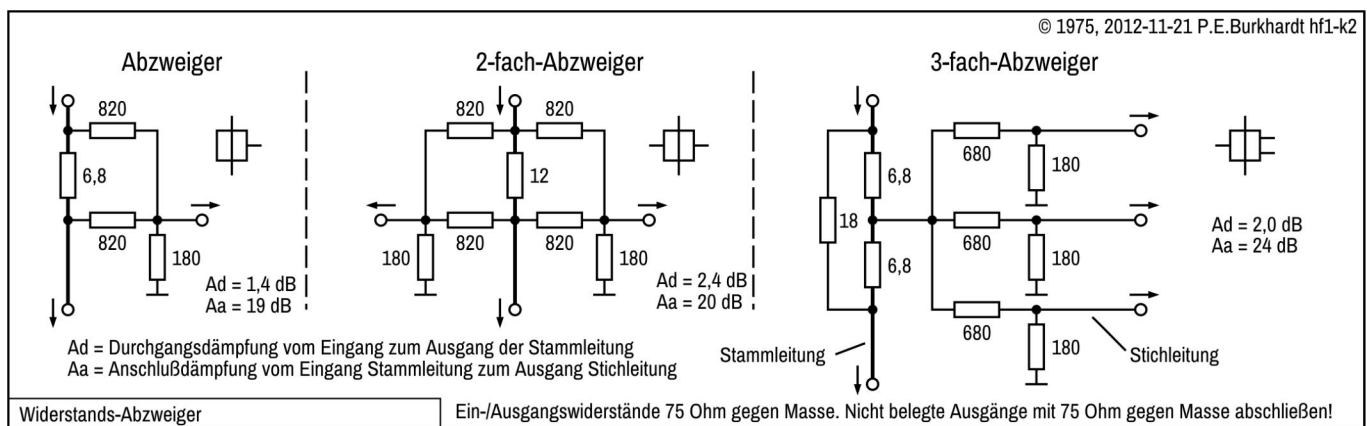 © 1975, 2012-11-21 P.E.Burkhardt hf1-k2
Abzweiger
820
6,8
820
180
Ad = 1,4 dB
Aa = 19 dB
2-fach-Abzweiger
820
820
12
820
820
180
180
Ad = 2,4 dB
Aa = 20 dB
3-fach-Abzweiger
680
180
6,8
18
680
180
6,8
680
180
Ad = 2,0 dB
Aa = 24 dB
Stammleitung
Stichleitung
Ad = Durchgangsdämpfung vom Eingang zum Ausgang der Stammleitung
Aa = Anschlußdämpfung vom Eingang Stammleitung zum Ausgang Stichleitung
Widerstands-Abzweiger
Ein-/Ausgangswiderstände 75 Ohm gegen Masse. Nicht belegte Ausgänge mit 75 Ohm gegen Masse abschließen!